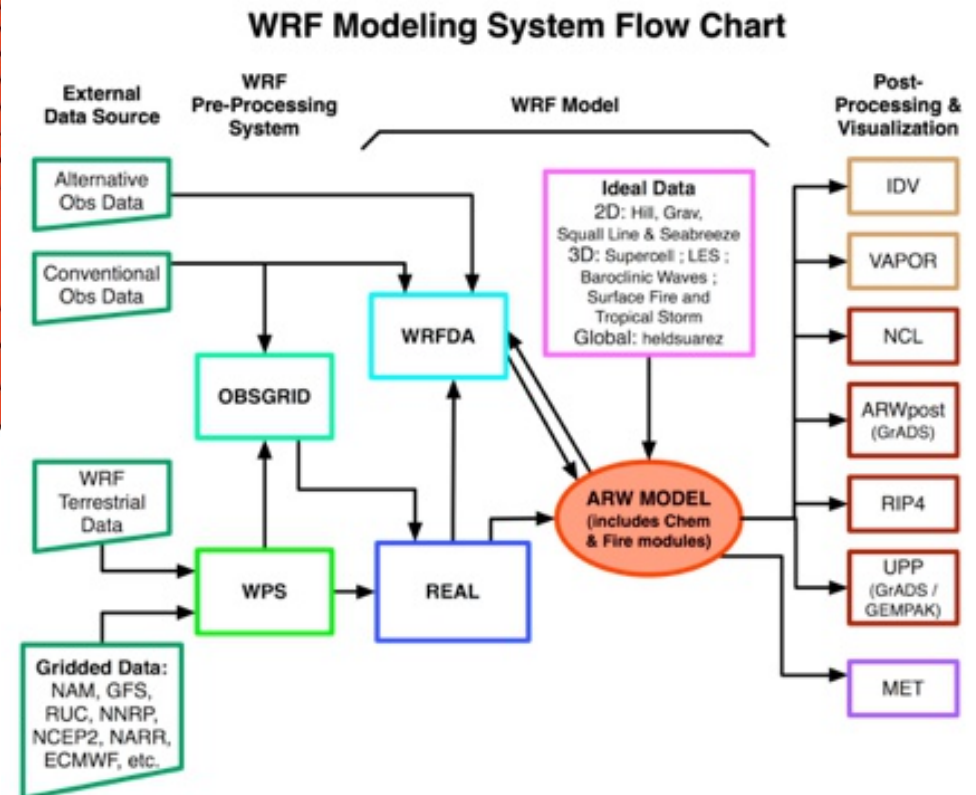 WRF Modeling System Flow Chart
External
Data Source
WRF
Pre-Processing
System
WRF Model
Post-
Processing &
Visualization
Alternative
Obs Data
Conventional
Obs Data
WRF
Terrestrial
Data
Gridded Data:
NAM, GFS,
RUC, NNRP,
NCEP2, NARR,
ECMWF, etc.
OBSGRID
WPS
WRFDA
REAL
Ideal Data
2D: Hill, Grav,
Squall Line & Seabreeze
3D: Supercell ; LES ;
Baroclinic Waves ;
Surface Fire and
Tropical Storm
Global: heldsuarez
ARW MODEL
(includes Chem
& Fire modules)
IDV
VAPOR
NCL
ARWpost
(GrADS)
RIP4
UPP
(GrADS /
GEMPAK)
MET